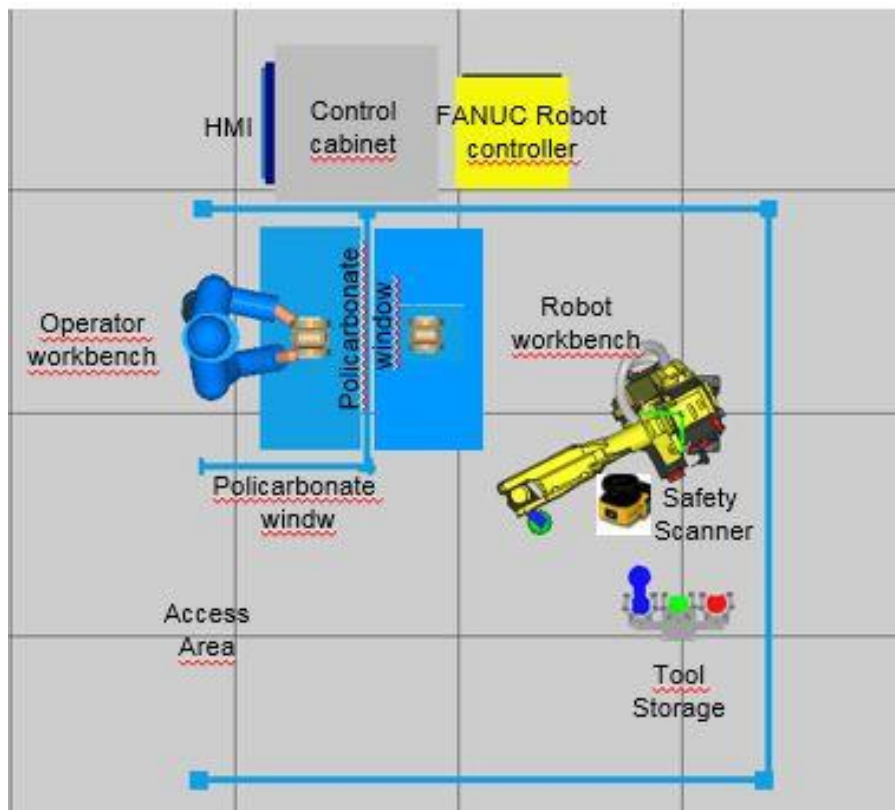 HMI
Control
cabinet
FANUC Robot
controller
Operator
workbench
Policarbonate
window
Robot
workbench
Policarbonate
windw
Safety
Scanner
Access
Area
Tool
Storage